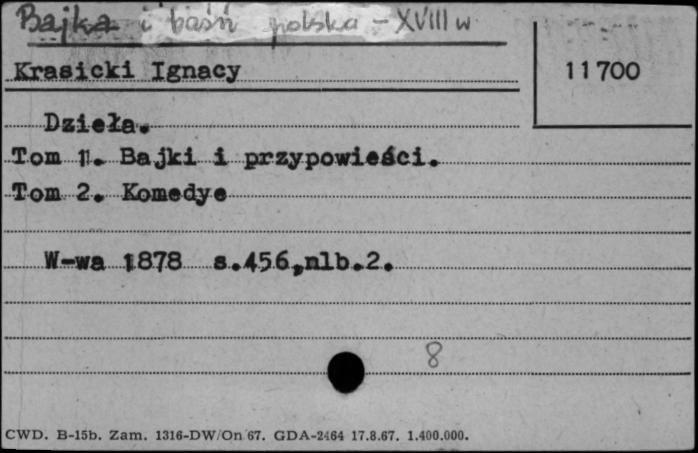 Bajka i baśń polska - XVIII w
Krasicki Ignacy
11700
Dzieła.
Tom 1. Bajki i przypowieści.
Tom 2. Komedye
W-wa 1878 s.456,nlb.2.
8
CWD. B-15b. Zam. 1316-DW/On 67. GDA-2464 17.8.67. 1.400.000.